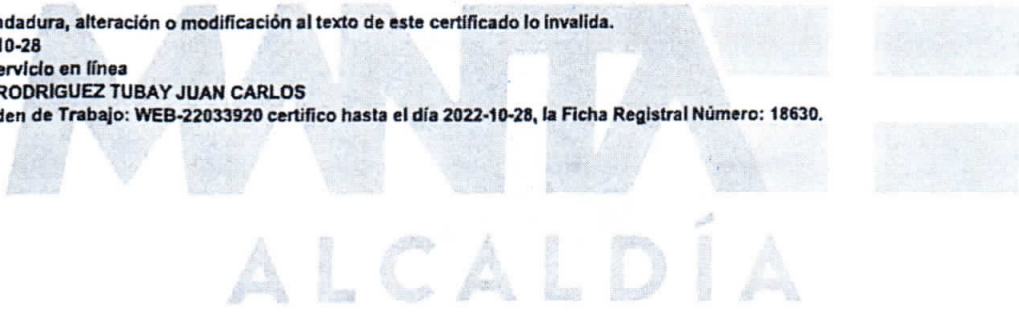 ndadura, alteración o modificación al texto de este certificado lo invalida.
10-28
ervicio en línea
RODRIGUEZ TUBAY JUAN CARLOS
den de Trabajo: WEB-22033920 certifico hasta el día 2022-10-28, la Ficha Registral Número: 18630.
MANTA
ALCALDÍA